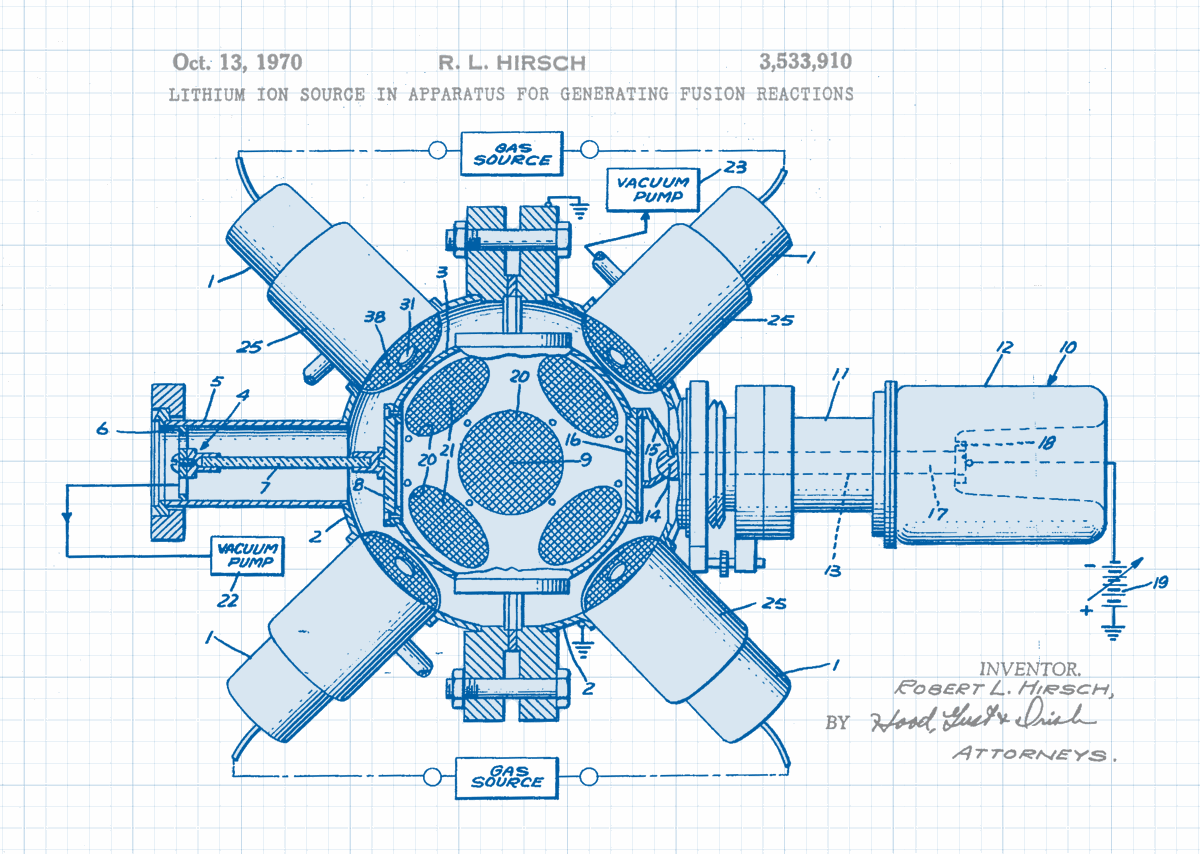 Oct. 13, 1970 R. L. HIRSCH 3,533,910
LITHIUM ION SOURCE IN APPARATUS FOR GENERATING FUSION REACTIONS
GAS
SOURCE
VACUUM
PUMP
23
1
1
3
31
38
25
25
12
10
11
5
4
20
6
16
18
15
20
21
9
7
8
14
17
2
13
VACUUM
PUMP
22
-
19
+
25
1
1
2
INVENTOR.
ROBERT L. HIRSCH,
BY Hood, Gust & Irish
ATTORNEYS.
GAS
SOURCE